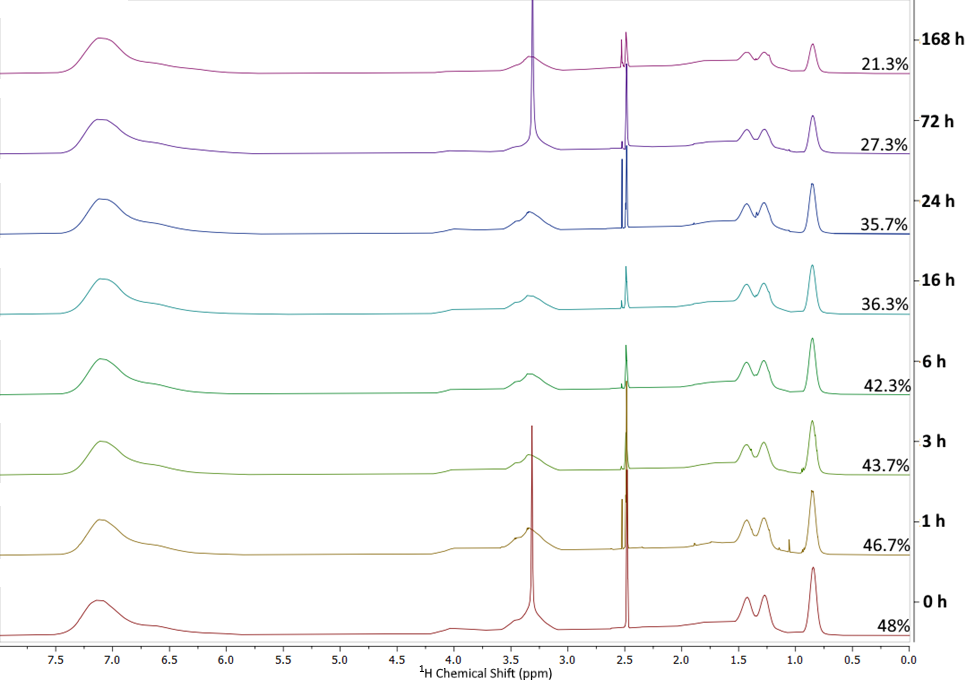 168 h
21.3%
72 h
27.3%
24 h
35.7%
16 h
36.3%
6 h
42.3%
3 h
43.7%
1 h
46.7%
0 h
48%
7.5 7.0 6.5 6.0 5.5 5.0 4.5 4.0 3.5 3.0 2.5 2.0 1.5 1.0 0.5 0.0
¹H Chemical Shift (ppm)